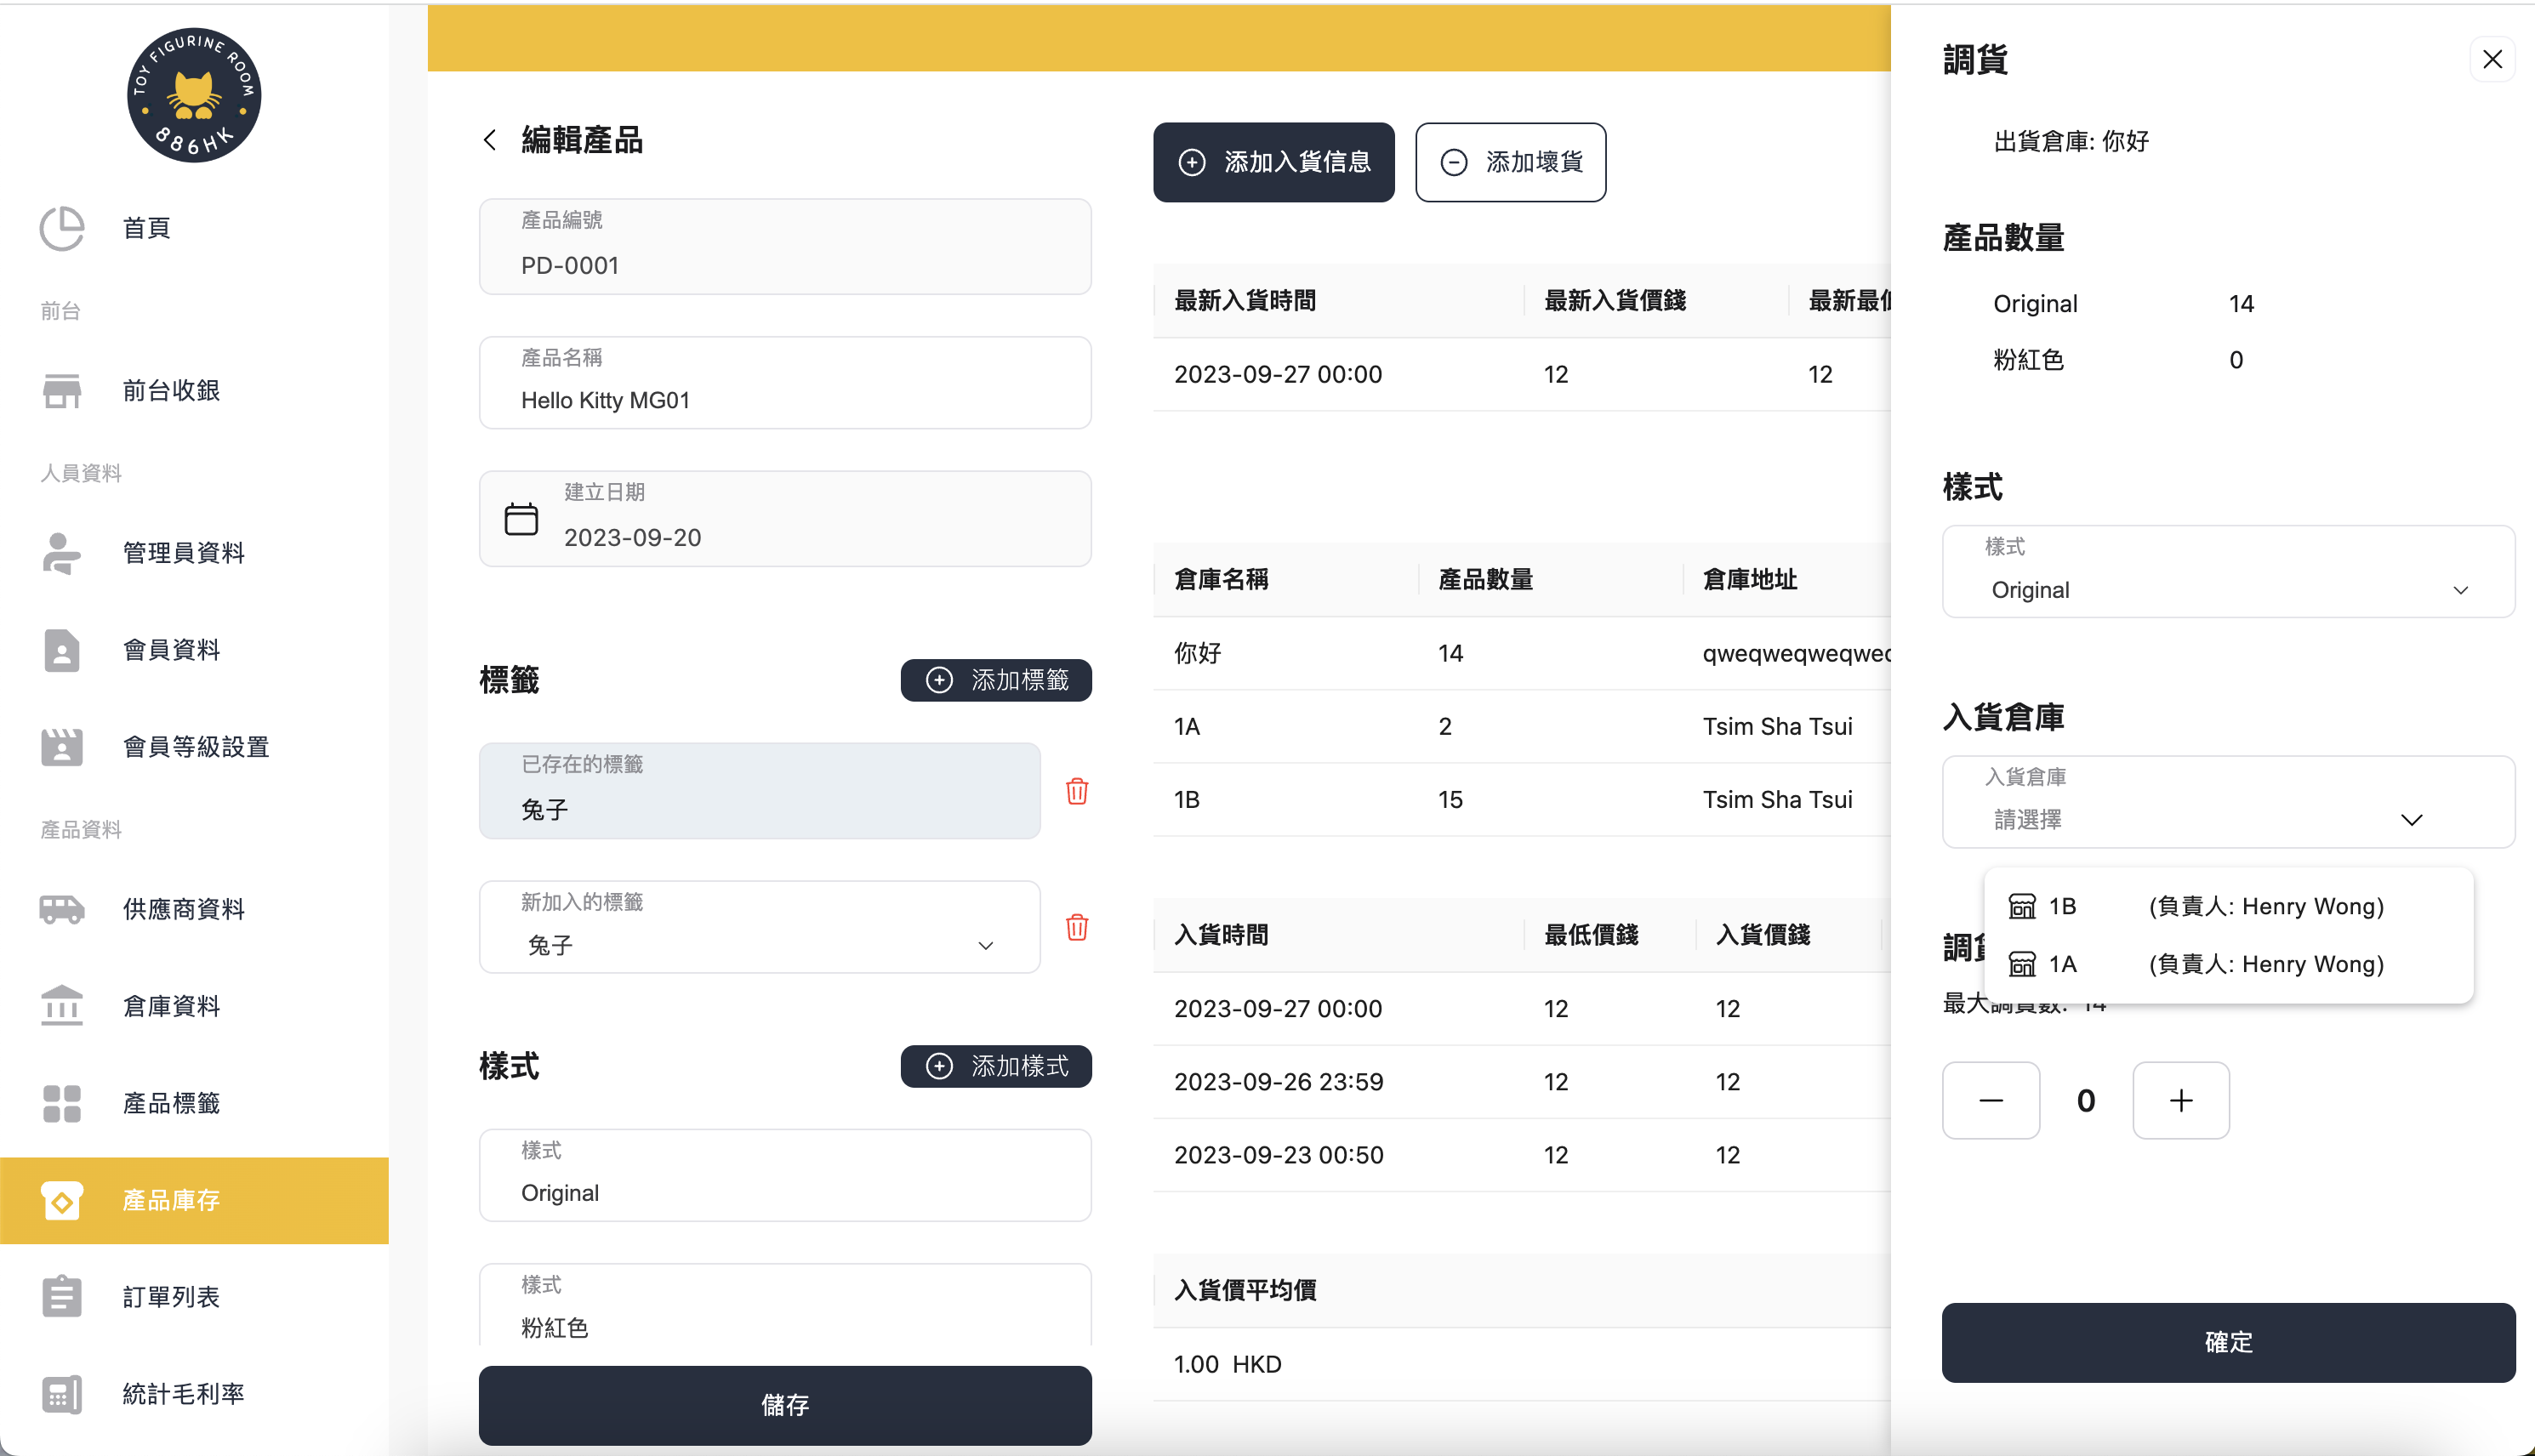 TOY FIGURINE ROOM
886HK
首頁
前台
前台收銀
人員資料
管理員資料
會員資料
會員等級設置
產品資料
供應商資料
倉庫資料
產品標籤
產品庫存
訂單列表
統計毛利率
編輯產品
產品編號
PD-0001
產品名稱
Hello Kitty MG01
建立日期
2023-09-20
標籤 添加標籤
已存在的標籤
兔子
新加入的標籤
兔子
樣式 添加樣式
樣式
Original
樣式
粉紅色
儲存
添加入貨信息 添加壞貨
最新入貨時間 最新入貨價錢 最新最
2023-09-27 00:00 12 12
倉庫名稱 產品數量 倉庫地址
你好 14 qweqweqweqwe
1A 2 Tsim Sha Tsui
1B 15 Tsim Sha Tsui
入貨時間 最低價錢 入貨價錢
2023-09-27 00:00 12 12
2023-09-26 23:59 12 12
2023-09-23 00:50 12 12
入貨價平均價
1.00 HKD
調貨
出貨倉庫: 你好
產品數量
Original 14
粉紅色 0
樣式
樣式
Original
入貨倉庫
入貨倉庫
請選擇
1B (負責人: Henry Wong)
1A (負責人: Henry Wong)
調
最大調貨數: 14
0
確定